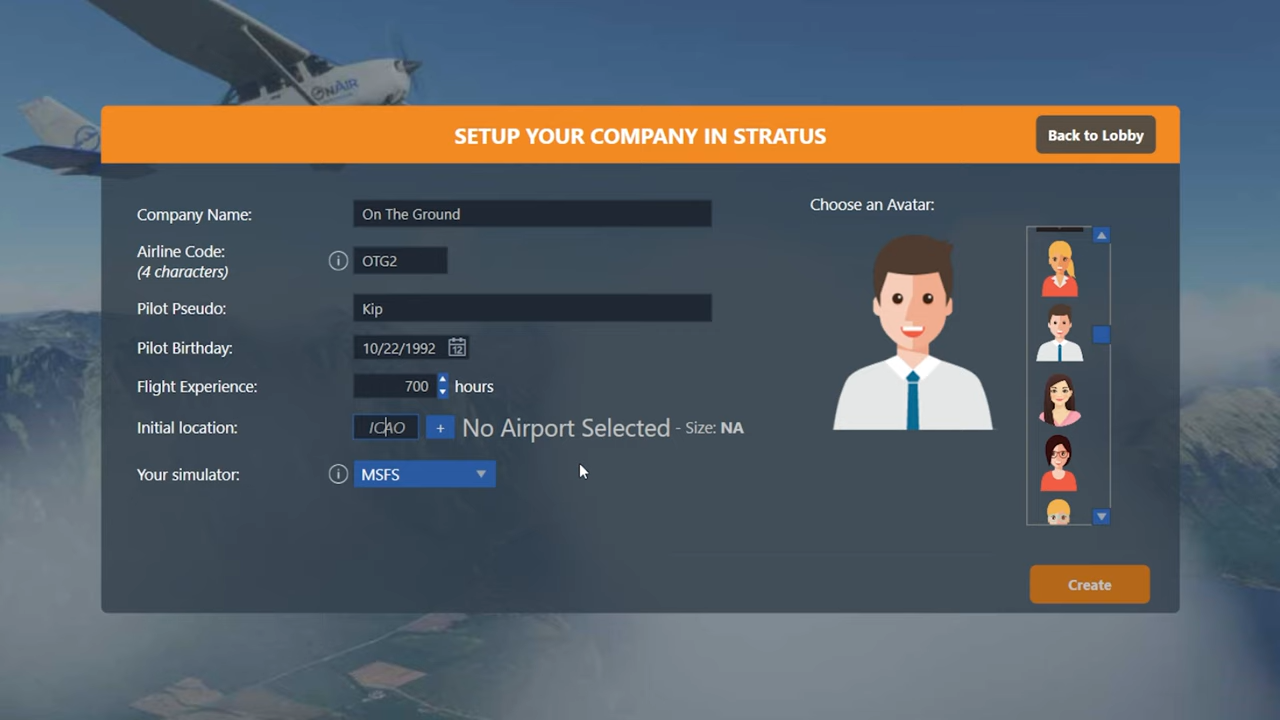 ONAIR
SETUP YOUR COMPANY IN STRATUS
Back to Lobby
Company Name:
On The Ground
Choose an Avatar:
Airline Code:
(4 characters)
i
OTG2
Pilot Pseudo:
Kip
Pilot Birthday:
10/22/1992
12
Flight Experience:
700
hours
Initial location:
ICAO
+
No Airport Selected - Size: NA
Your simulator:
i
MSFS
Create